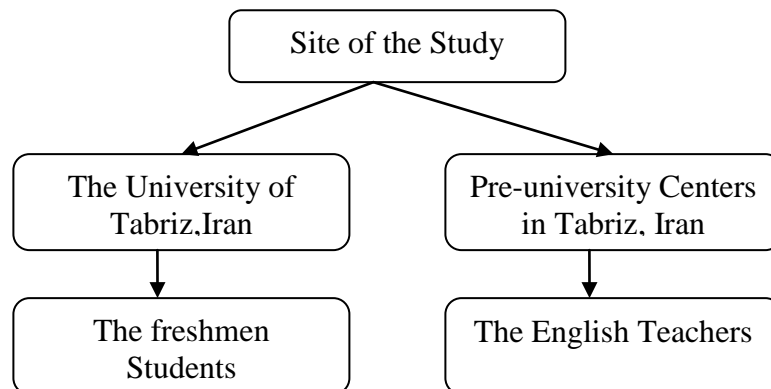 Site of the Study
The University of
Tabriz,Iran
Pre-university Centers
in Tabriz, Iran
The freshmen
Students
The English Teachers